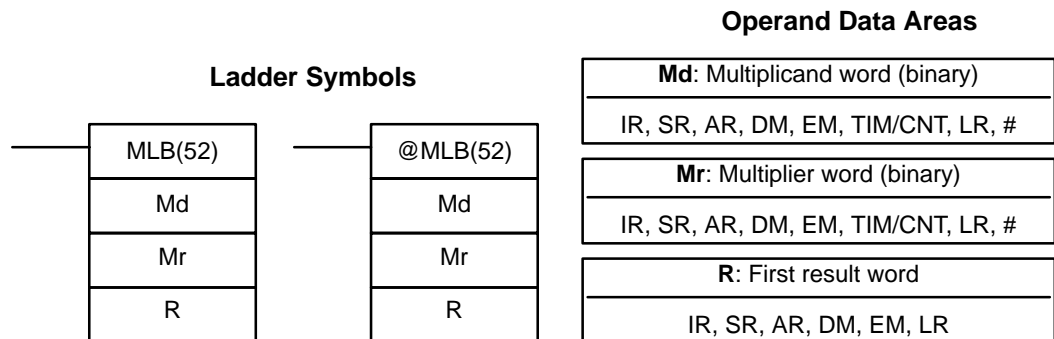 Ladder Symbols
MLB(52)
Md
Mr
R
@MLB(52)
Md
Mr
R
Operand Data Areas
Md: Multiplicand word (binary)
IR, SR, AR, DM, EM, TIM/CNT, LR, #
Mr: Multiplier word (binary)
IR, SR, AR, DM, EM, TIM/CNT, LR, #
R: First result word
IR, SR, AR, DM, EM, LR